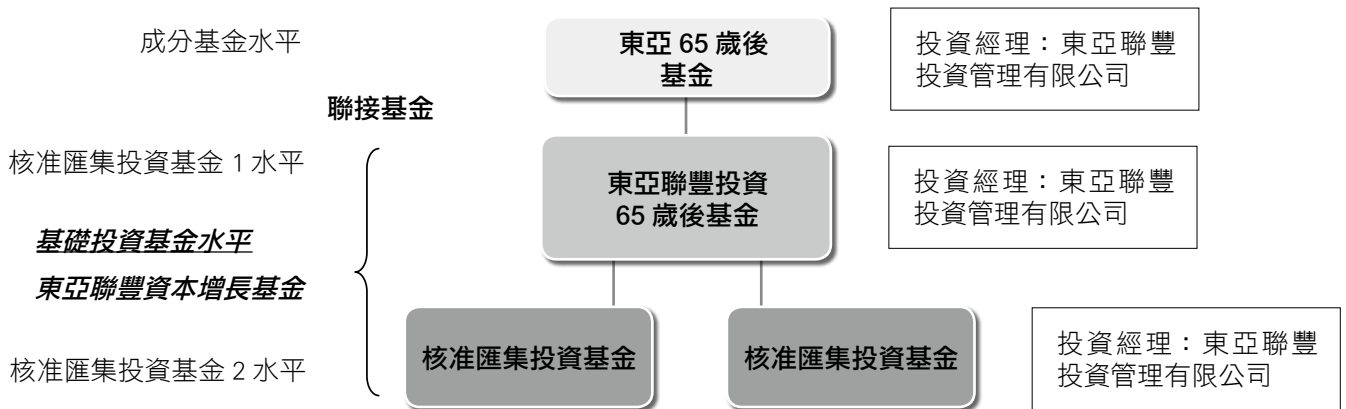 成分基金水平
東亞 65 歲後
基金
投資經理：東亞聯豐
投資管理有限公司
聯接基金
核准匯集投資基金 1 水平
東亞聯豐投資
65 歲後基金
投資經理：東亞聯豐
投資管理有限公司
基礎投資基金水平
東亞聯豐資本增長基金
核准匯集投資基金 2 水平
核准匯集投資基金
核准匯集投資基金
投資經理：東亞聯豐
投資管理有限公司